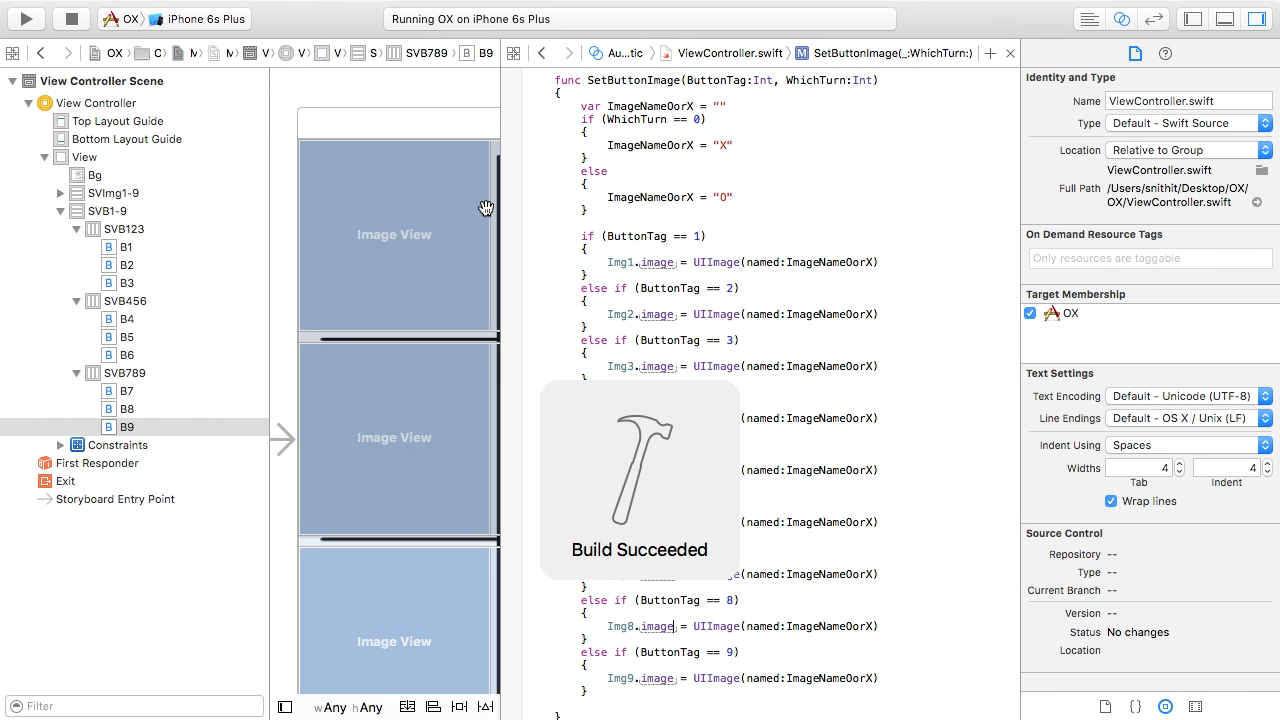 OX
iPhone 6s Plus
Running OX on iPhone 6s Plus
OX
SVB789
B9
Au...tic
ViewController.swift
SetButtonImage(_:WhichTurn:)
View Controller Scene
View Controller
Top Layout Guide
Bottom Layout Guide
View
Bg
SVImg1-9
SVB1-9
SVB123
B1
B2
B3
SVB456
B4
B5
B6
SVB789
B7
B8
B9
Constraints
First Responder
Exit
Storyboard Entry Point
Filter
Image View
Image View
Image View
wAny hAny
func SetButtonImage(ButtonTag:Int, WhichTurn:Int)
{
var ImageNameOorX = ""
if (WhichTurn == 0)
{
ImageNameOorX = "X"
}
else
{
ImageNameOorX = "O"
}
if (ButtonTag == 1)
{
Img1.image = UIImage(named:ImageNameOorX)
}
else if (ButtonTag == 2)
{
Img2.image = UIImage(named:ImageNameOorX)
}
else if (ButtonTag == 3)
{
Img3.image = UIImage(named:ImageNameOorX)
}
(named:ImageNameOorX)
(named:ImageNameOorX)
(named:ImageNameOorX)
(named:ImageNameOorX)
}
else if (ButtonTag == 8)
{
Img8.image = UIImage(named:ImageNameOorX)
}
else if (ButtonTag == 9)
{
Img9.image = UIImage(named:ImageNameOorX)
}
}
Build Succeeded
Identity and Type
Name ViewController.swift
Type Default - Swift Source
Location Relative to Group
ViewController.swift
Full Path /Users/snithit/Desktop/OX/
OX/ViewController.swift
On Demand Resource Tags
Only resources are taggable
Target Membership
OX
Text Settings
Text Encoding Default - Unicode (UTF-8)
Line Endings Default - OS X / Unix (LF)
Indent Using Spaces
Widths 4 4
Tab Indent
Wrap lines
Source Control
Repository --
Type --
Current Branch --
Version --
Status No changes
Location